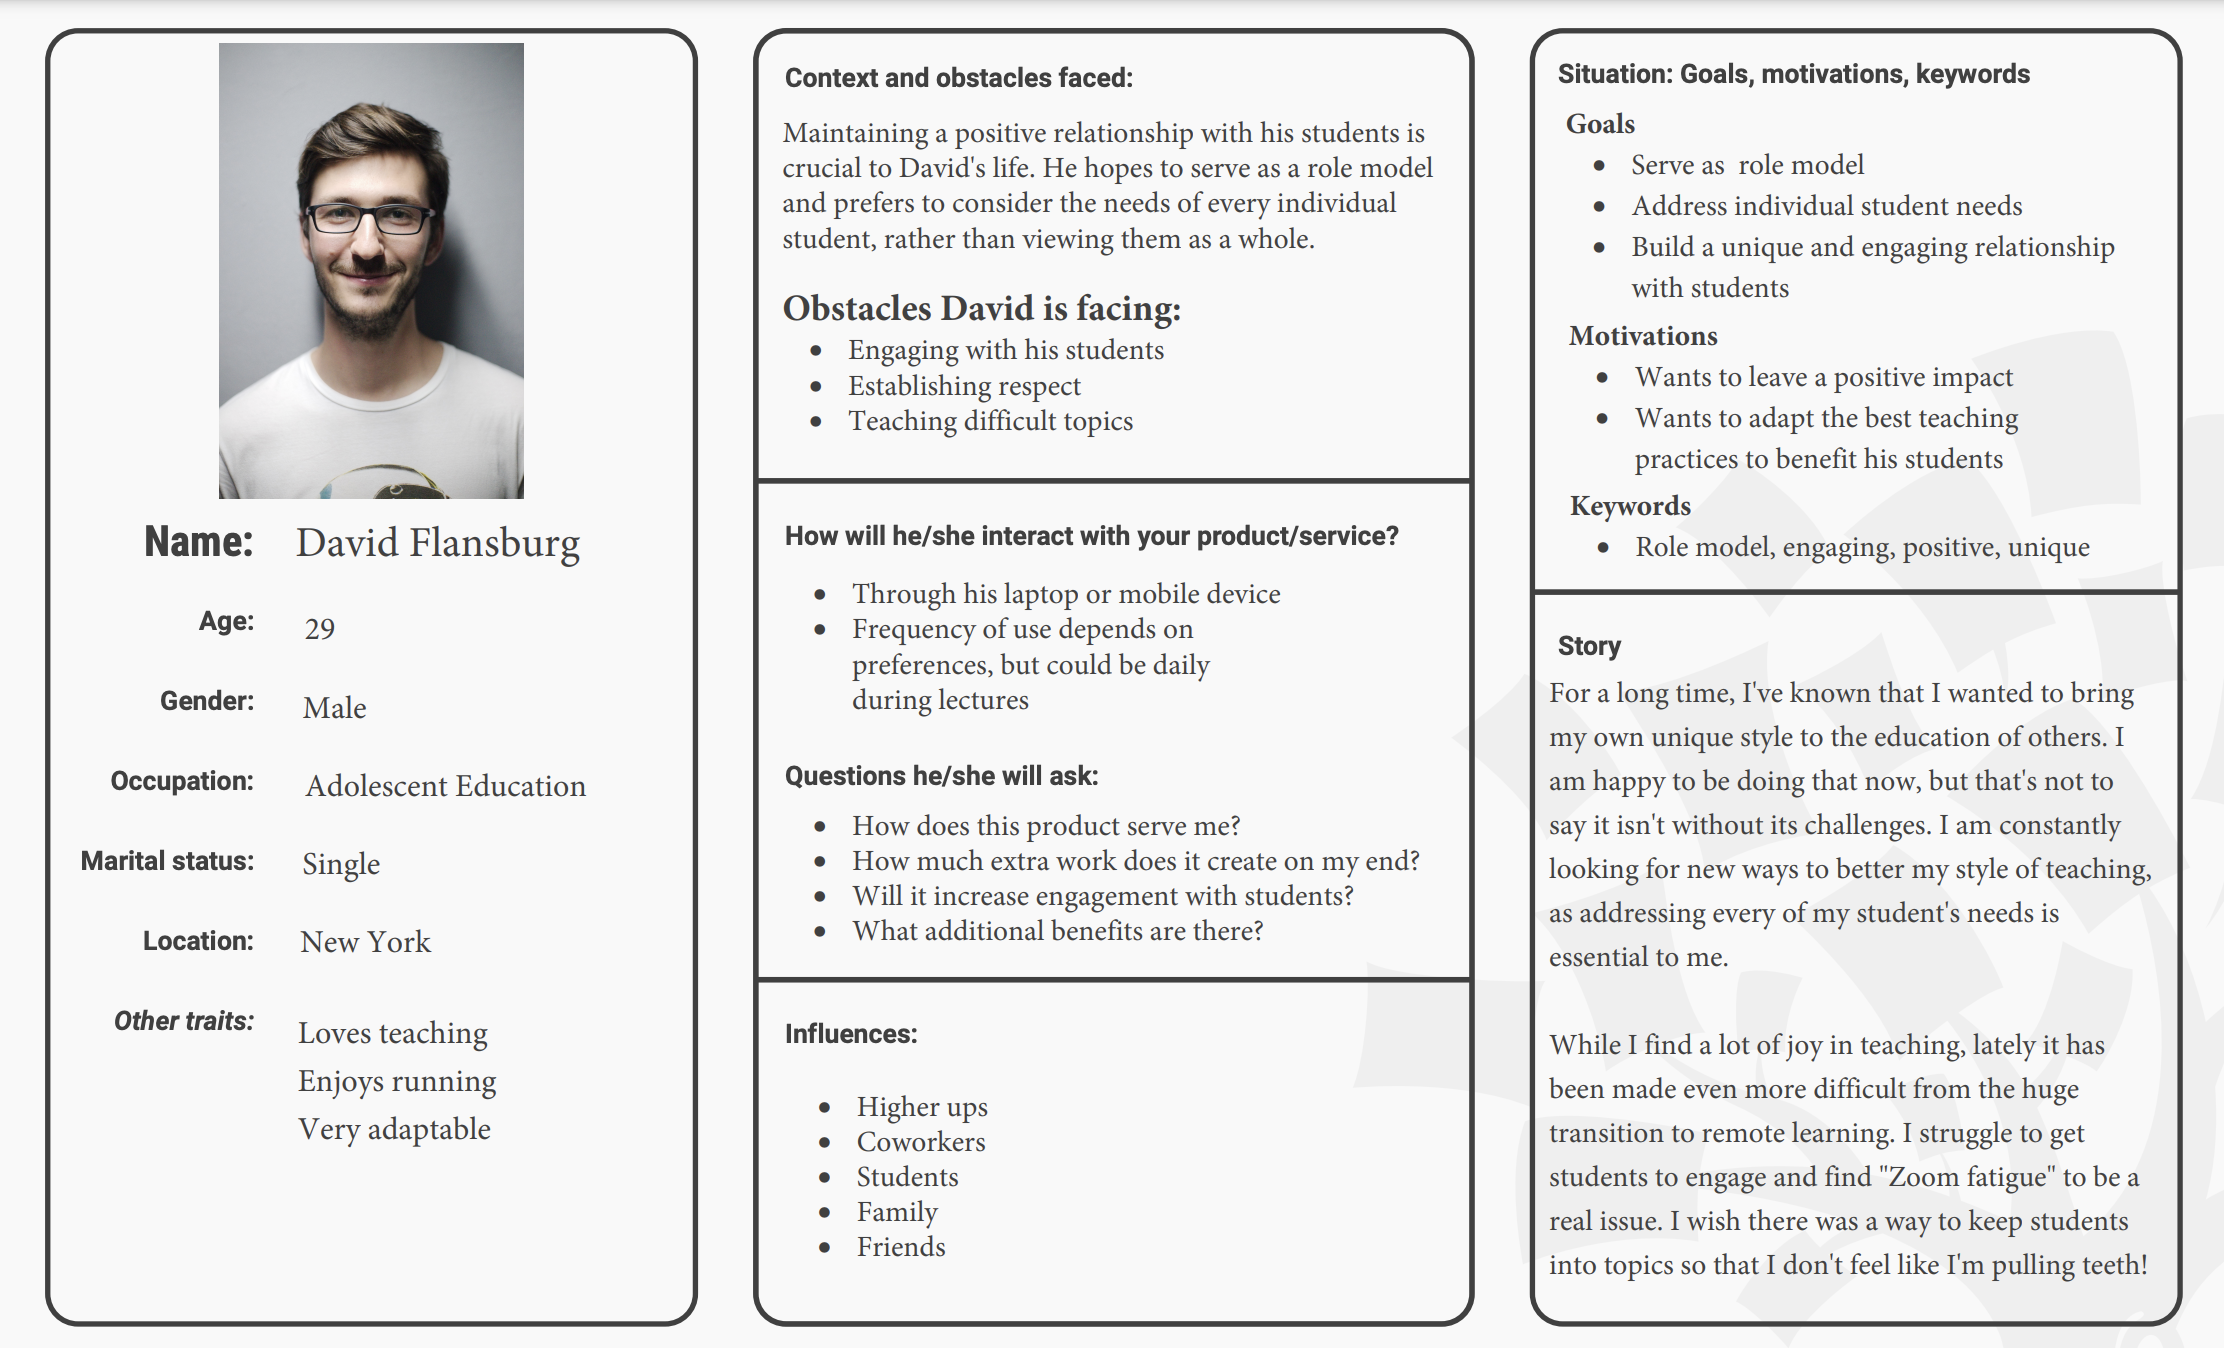 Name: David Flansburg
Age: 29
Gender: Male
Occupation: Adolescent Education
Marital status: Single
Location: New York
Other traits: Loves teaching
Enjoys running
Very adaptable
Context and obstacles faced:
Maintaining a positive relationship with his students is
crucial to David's life. He hopes to serve as a role model
and prefers to consider the needs of every individual
student, rather than viewing them as a whole.
Obstacles David is facing:
• Engaging with his students
• Establishing respect
• Teaching difficult topics
How will he/she interact with your product/service?
• Through his laptop or mobile device
• Frequency of use depends on
preferences, but could be daily
during lectures
Questions he/she will ask:
• How does this product serve me?
• How much extra work does it create on my end?
• Will it increase engagement with students?
• What additional benefits are there?
Influences:
• Higher ups
• Coworkers
• Students
• Family
• Friends
Situation: Goals, motivations, keywords
Goals
• Serve as  role model
• Address individual student needs
• Build a unique and engaging relationship
with students
Motivations
• Wants to leave a positive impact
• Wants to adapt the best teaching
practices to benefit his students
Keywords
• Role model, engaging, positive, unique
Story
For a long time, I've known that I wanted to bring
my own unique style to the education of others. I
am happy to be doing that now, but that's not to
say it isn't without its challenges. I am constantly
looking for new ways to better my style of teaching,
as addressing every of my student's needs is
essential to me.
While I find a lot of joy in teaching, lately it has
been made even more difficult from the huge
transition to remote learning. I struggle to get
students to engage and find "Zoom fatigue" to be a
real issue. I wish there was a way to keep students
into topics so that I don't feel like I'm pulling teeth!